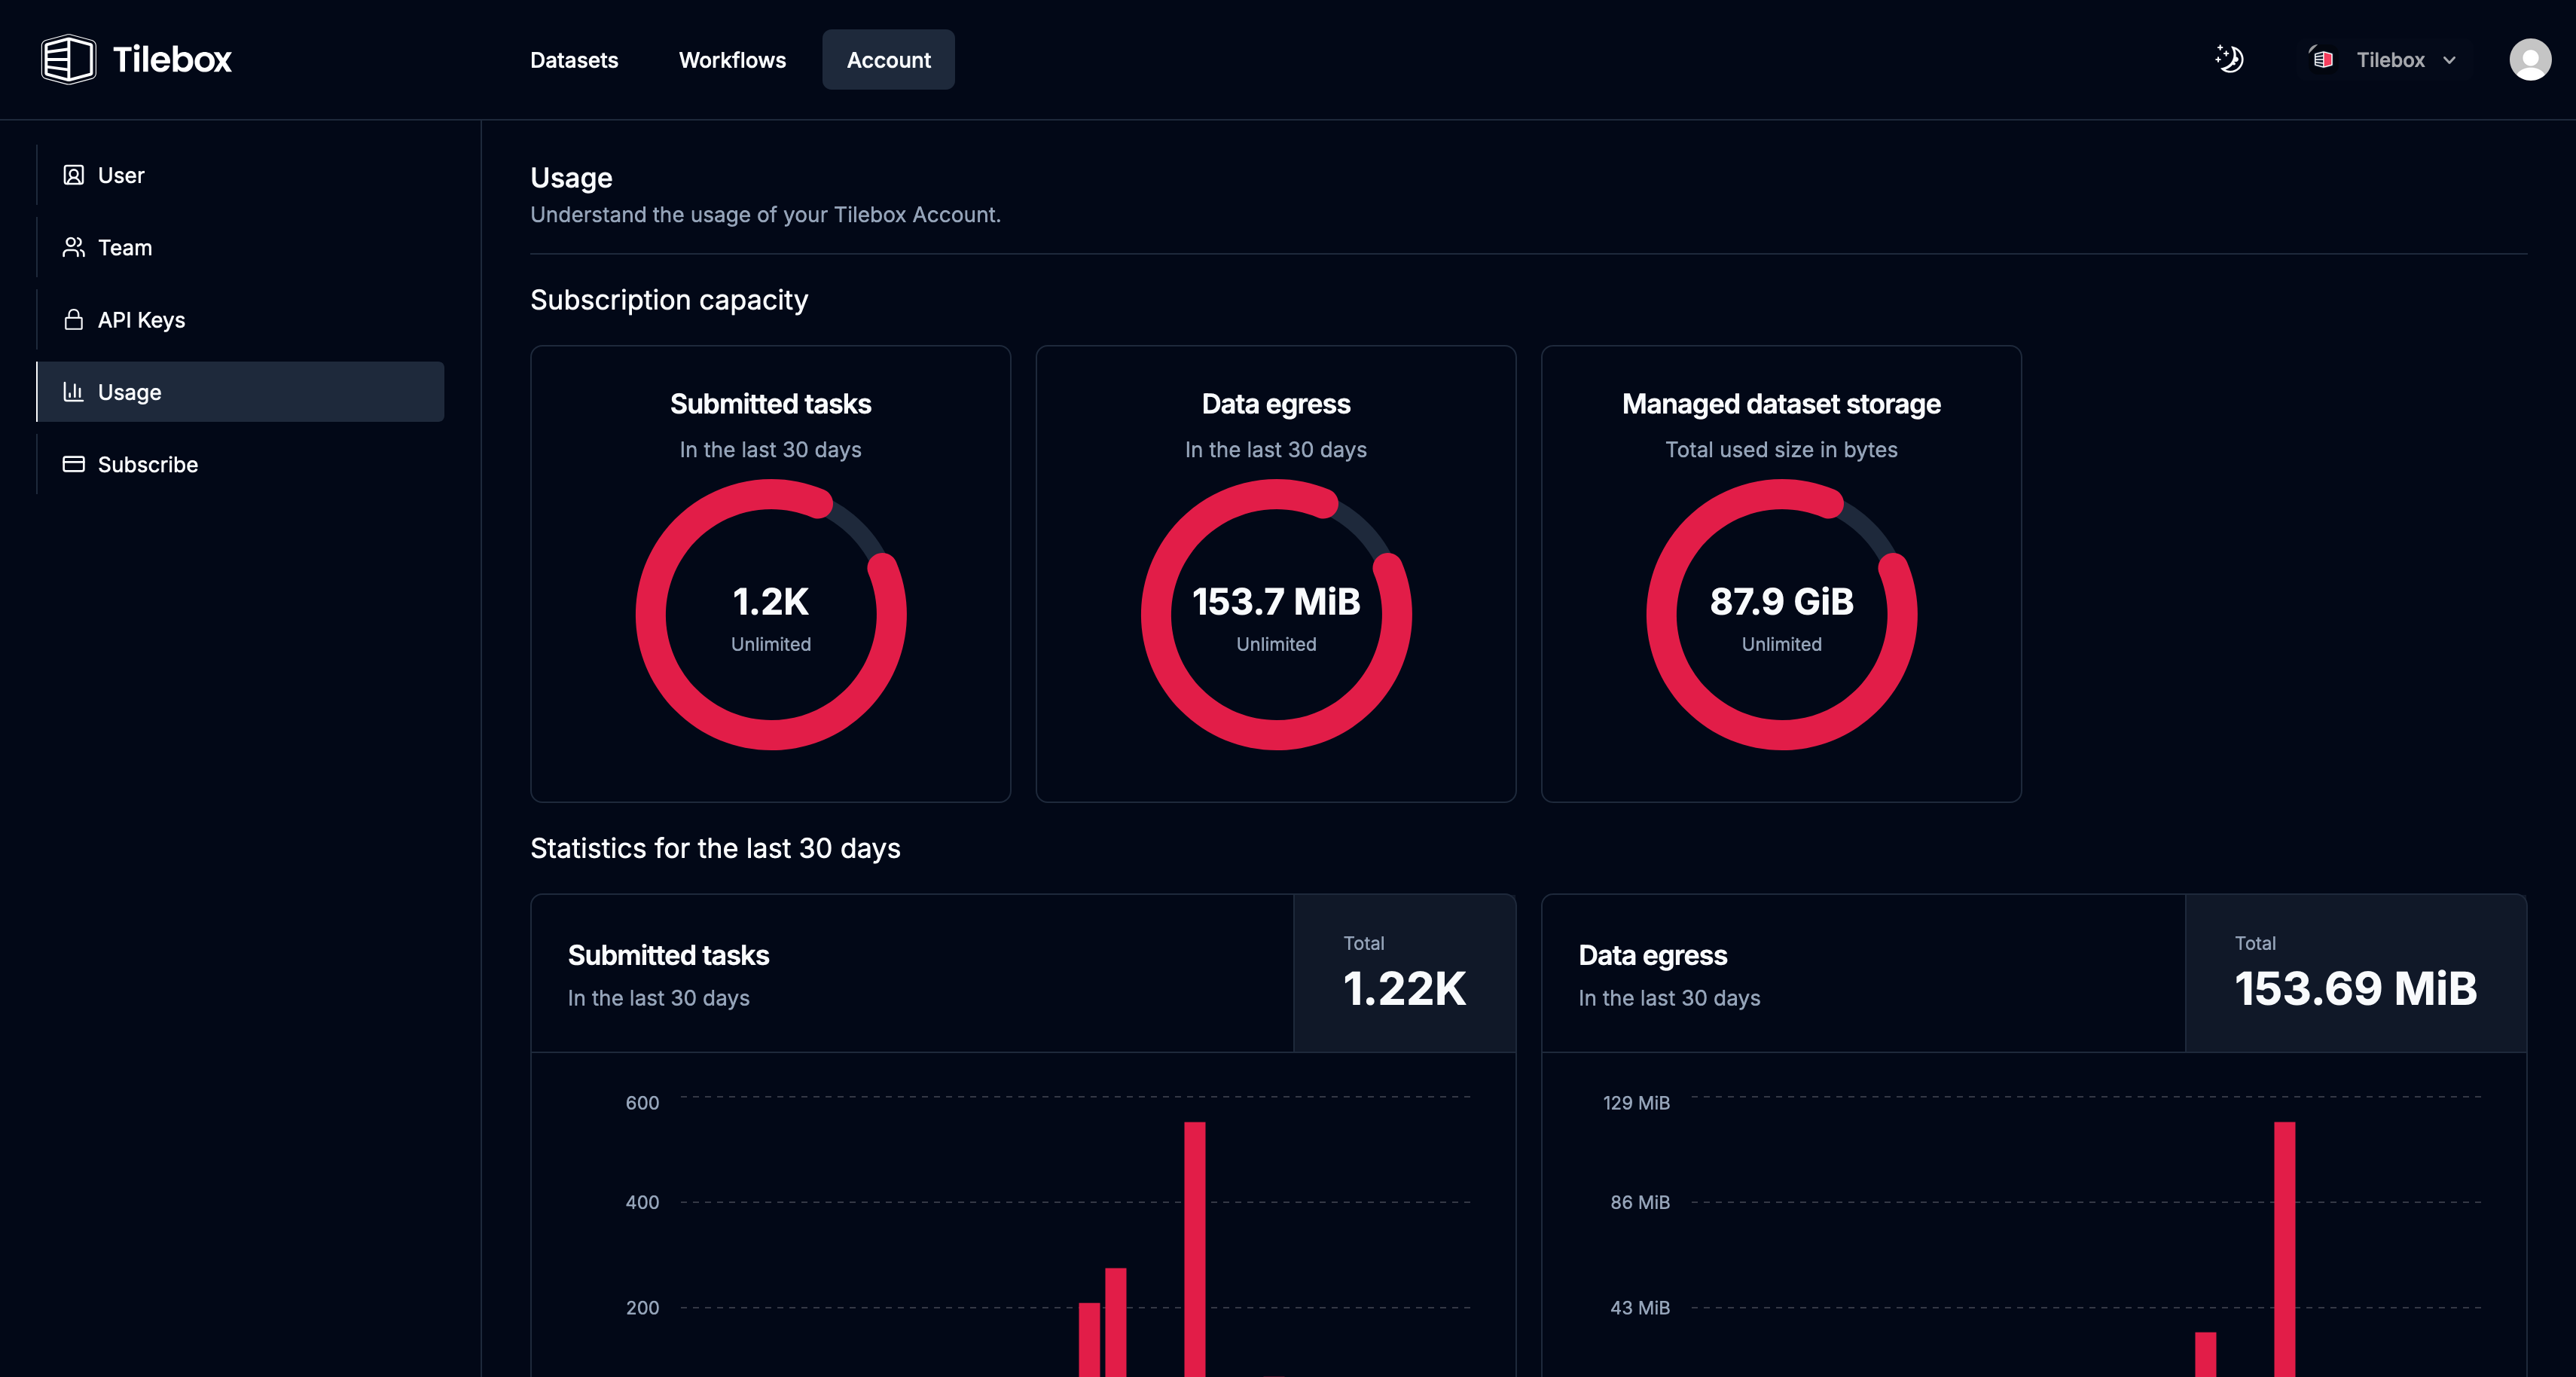 Tilebox
Datasets
Workflows
Account
Tilebox
User
Team
API Keys
Usage
Subscribe
Usage
Understand the usage of your Tilebox Account.
Subscription capacity
Submitted tasks
In the last 30 days
1.2K
Unlimited
Data egress
In the last 30 days
153.7 MiB
Unlimited
Managed dataset storage
Total used size in bytes
87.9 GiB
Unlimited
Statistics for the last 30 days
Submitted tasks
In the last 30 days
Total
1.22K
600
400
200
Data egress
In the last 30 days
Total
153.69 MiB
129 MiB
86 MiB
43 MiB